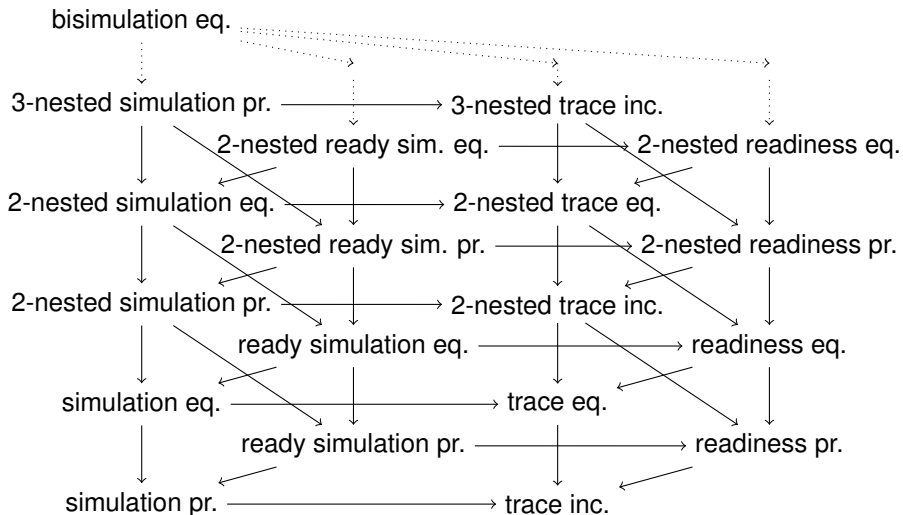 bisimulation eq.
3-nested simulation pr. 3-nested trace inc.
2-nested ready sim. eq. 2-nested readiness eq.
2-nested simulation eq. 2-nested trace eq.
2-nested ready sim. pr. 2-nested readiness pr.
2-nested simulation pr. 2-nested trace inc.
ready simulation eq. readiness eq.
simulation eq. trace eq.
ready simulation pr. readiness pr.
simulation pr. trace inc.